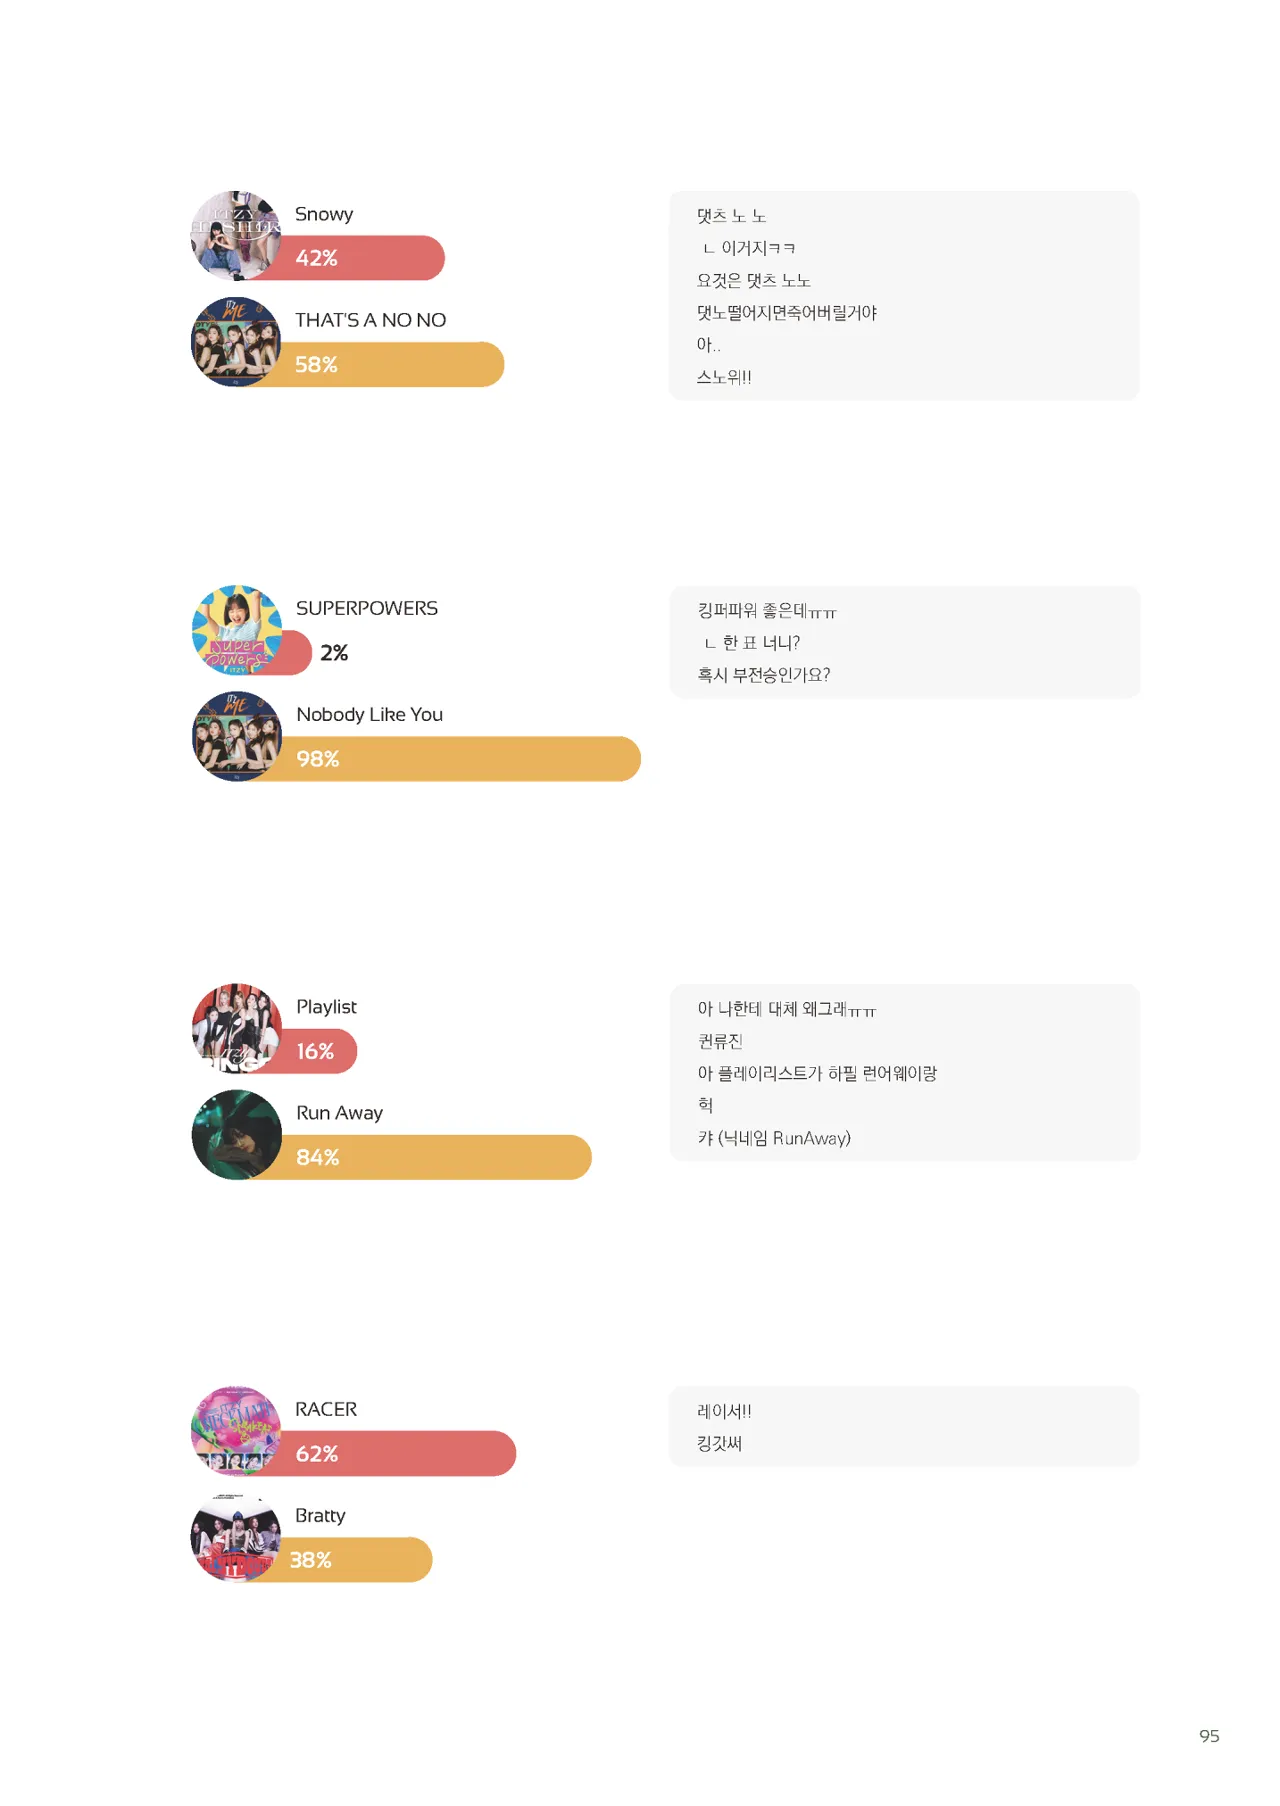 Snowy
42%
THAT'S A NO NO
58%
댓츠 노 노
ㄴ 이거지ㅋㅋ
요것은 댓츠 노노
댓노떨어지면죽어버릴거야
아..
스노위!!
SUPERPOWERS
2%
Nobody Like You
98%
킹퍼파워 좋은데ㅠㅠ
ㄴ 한 표 너니?
혹시 부전승인가요?
Playlist
16%
Run Away
84%
아 나한테 대체 왜그래ㅠㅠ
퀸류진
아 플레이리스트가 하필 런어웨이랑
헉
캬 (닉네임 RunAway)
RACER
62%
Bratty
38%
레이서!!
킹갓써
95